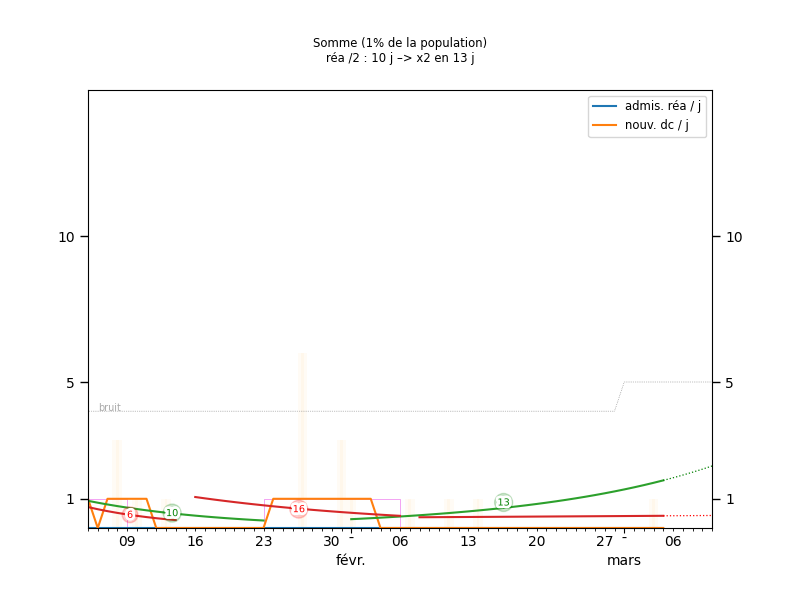 Somme (1% de la population)
réa /2 : 10 j –> x2 en 13 j
admis. réa / j
nouv. dc / j
10 10
5 5
bruit
1 1
6 10 16 13
09 16 23 30 - 06 13 20 27 - 06
févr. mars